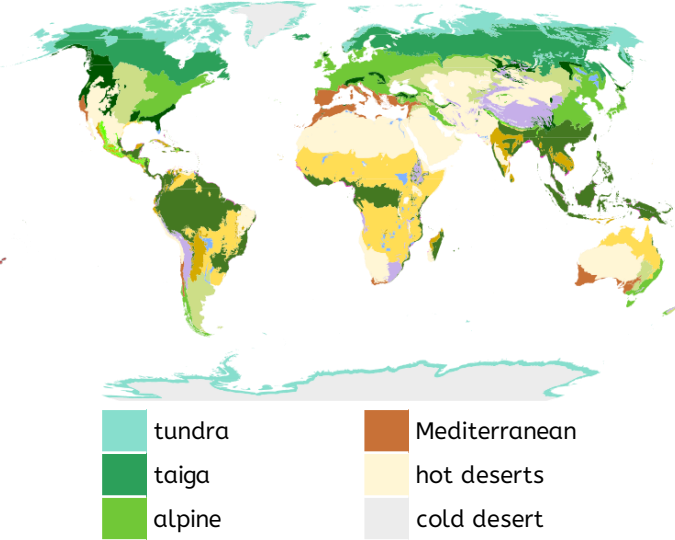 tundra
taiga
alpine
Mediterranean
hot deserts
cold desert